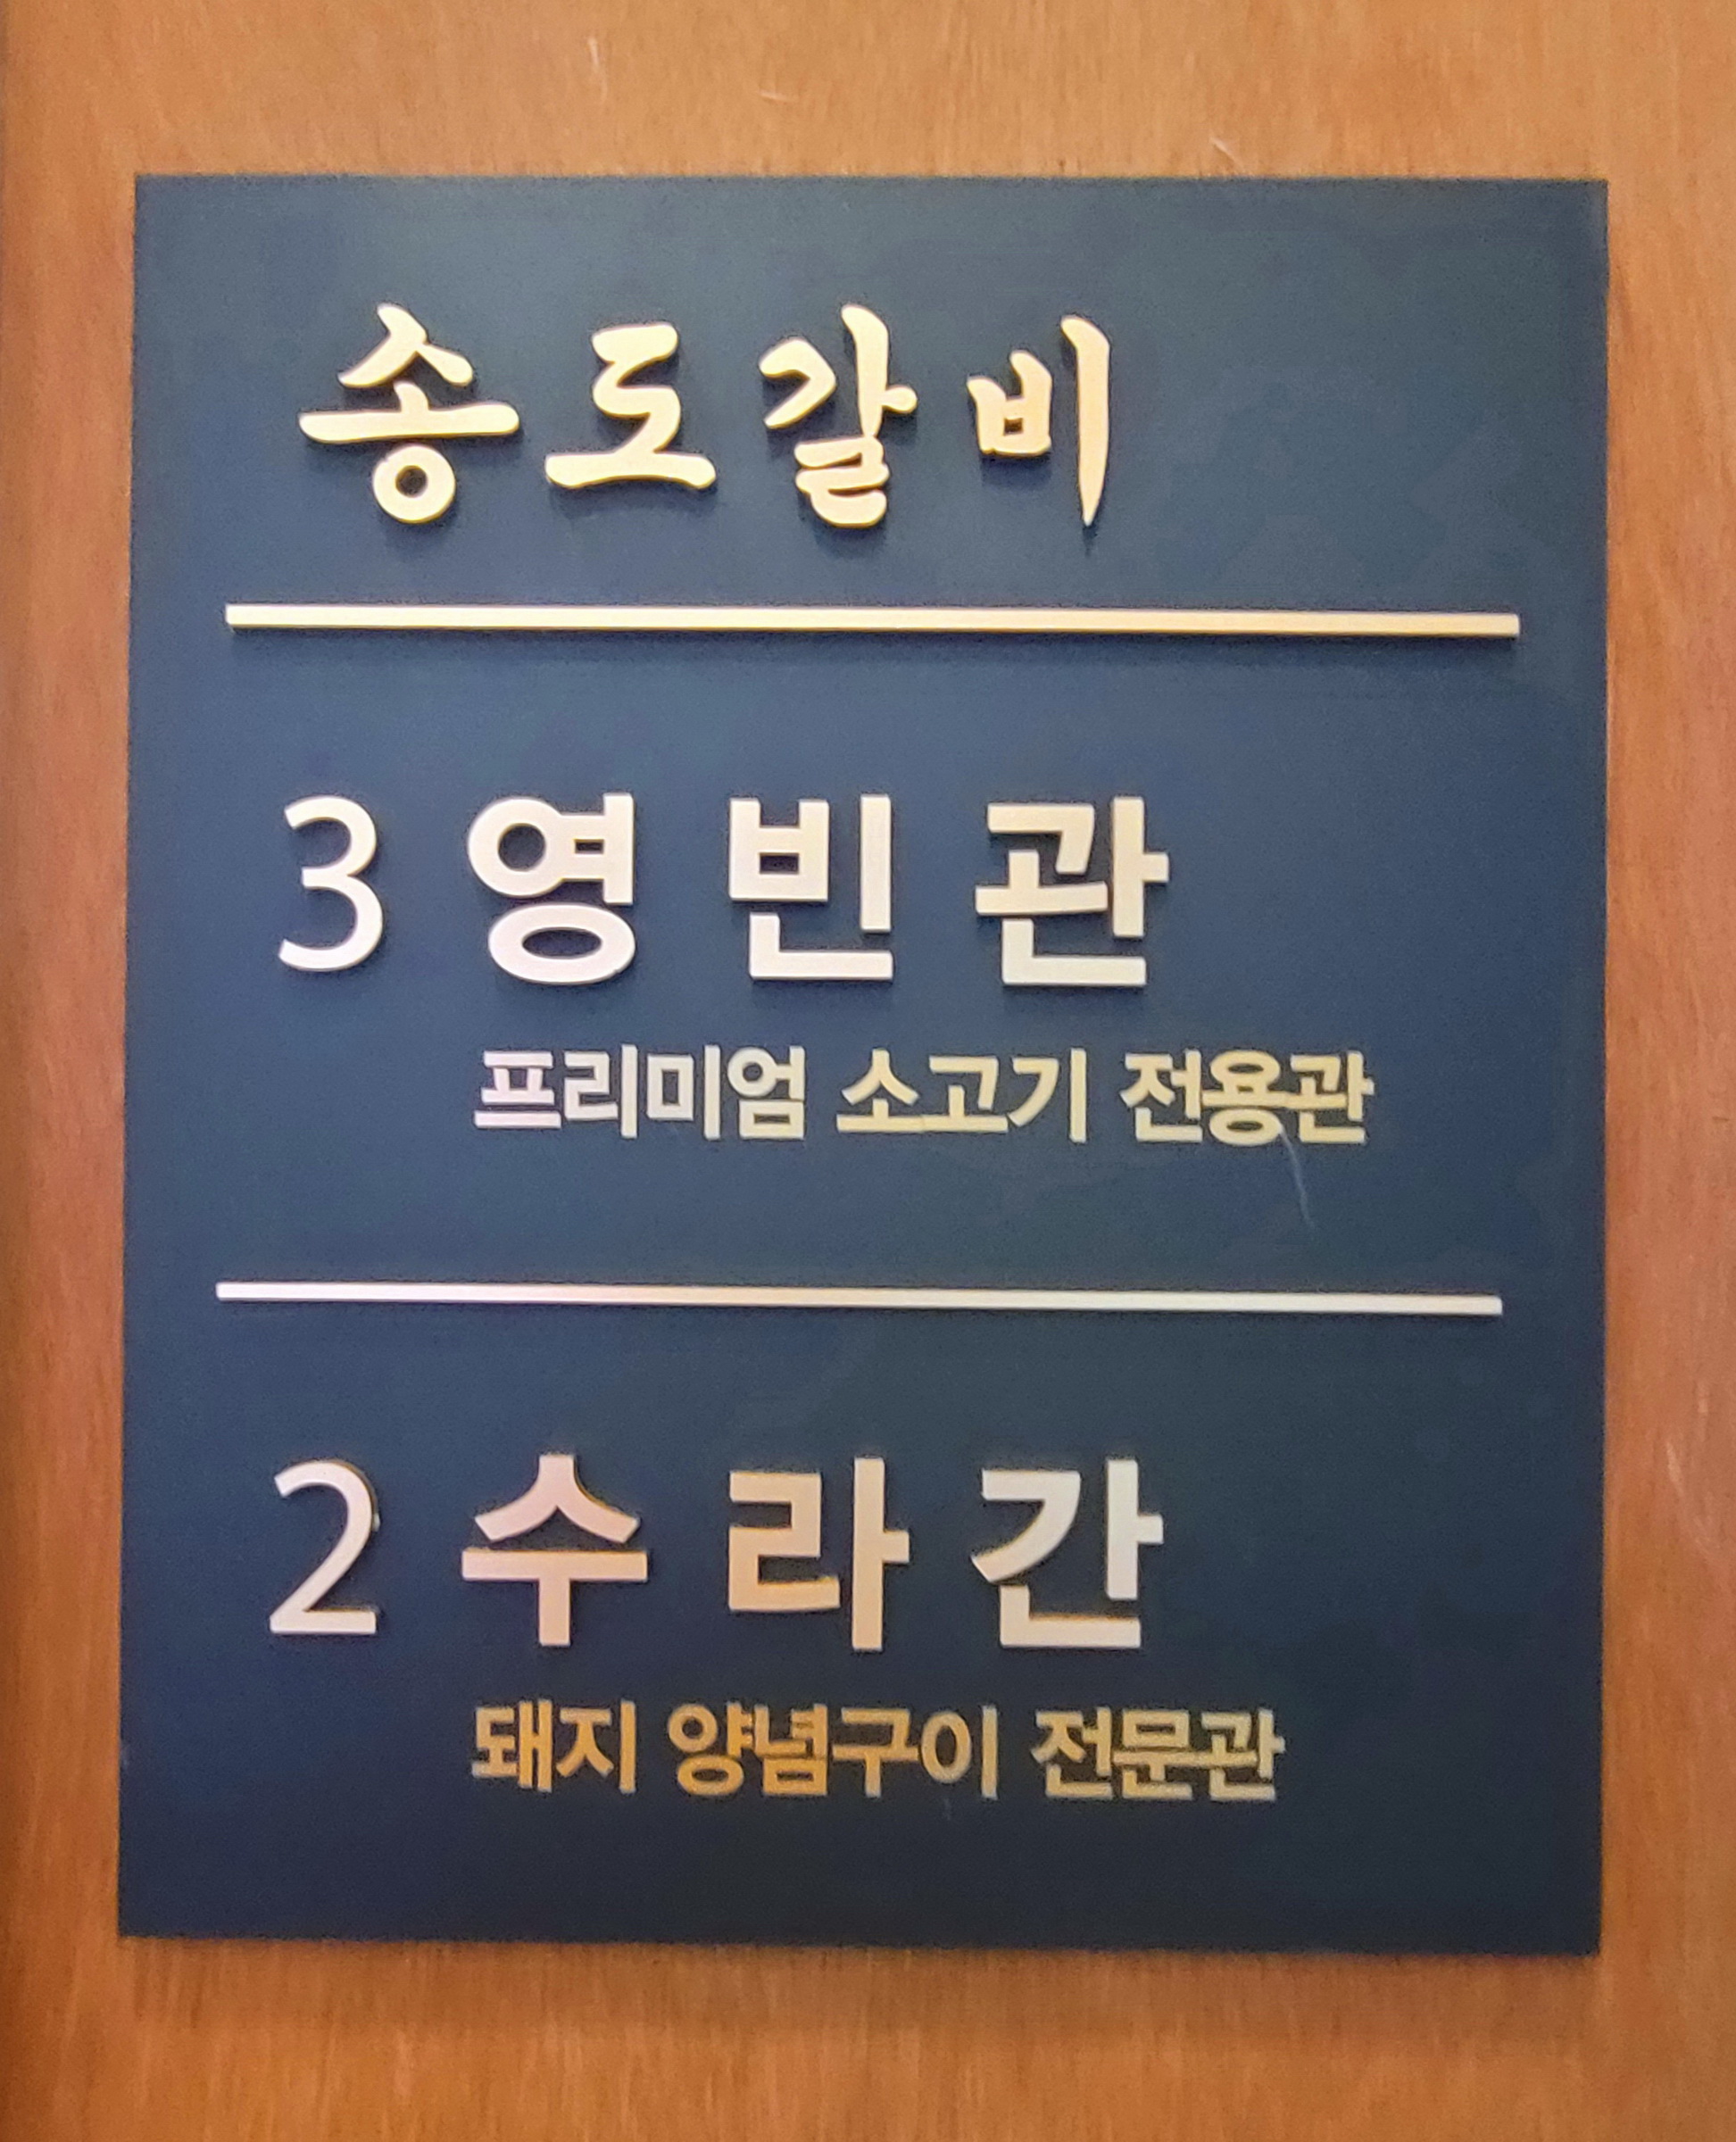 송도갈비
3 영빈관
프리미엄 소고기 전용관
2 수라간
돼지 양념구이 전문관